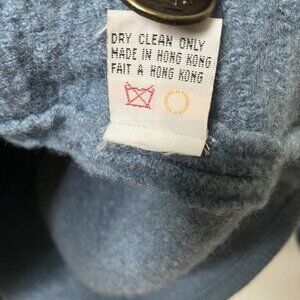 DRY CLEAN ONLY
MADE IN HONG KONG
FAIT A HONG KONG